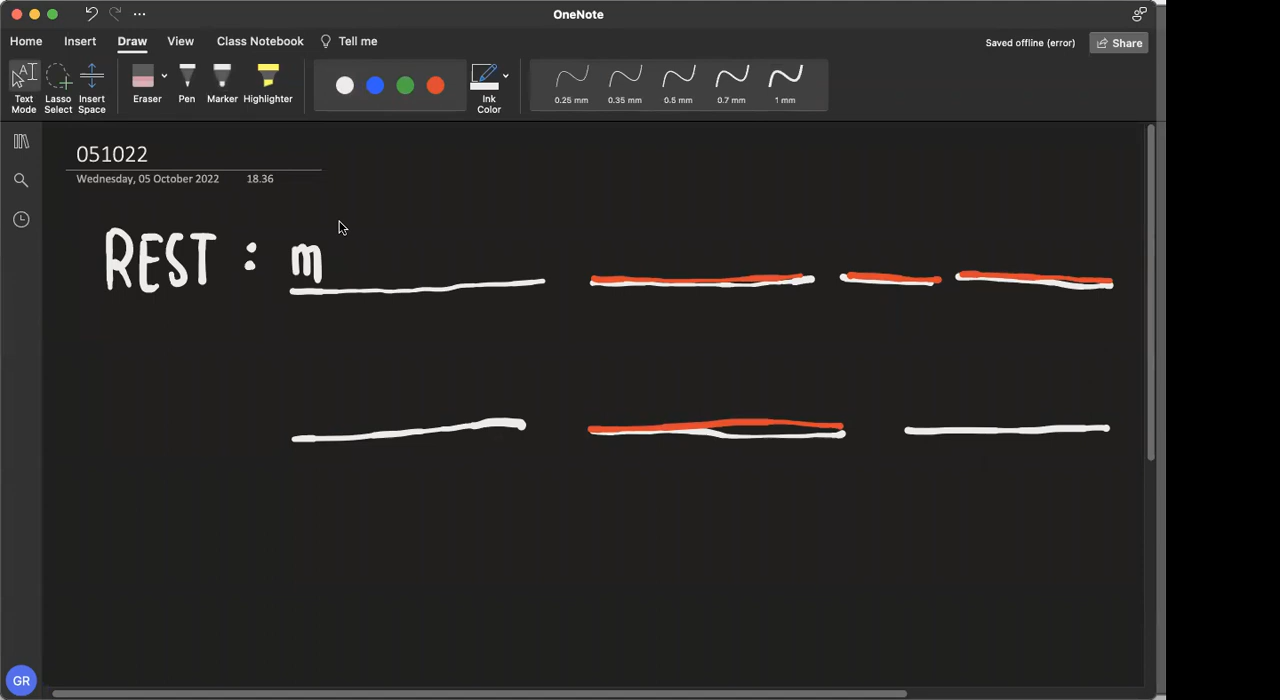 OneNote
Home Insert Draw View Class Notebook Tell me
Saved offline (error) Share
Text Mode
Lasso Select
Insert Space
Eraser
Pen
Marker
Highlighter
Ink Color
0.25 mm
0.35 mm
0.5 mm
0.7 mm
1 mm
051022
Wednesday, 05 October 2022 18.36
REST : m
GR